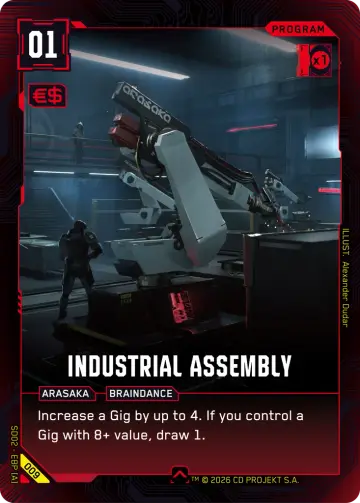 01
PROGRAM
x1
€$
arasaka
ILLUST. Alexander Dudar
INDUSTRIAL ASSEMBLY
ARASAKA BRAINDANCE
Increase a Gig by up to 4. If you control a
Gig with 8+ value, draw 1.
SD02 - EBP [A]
009
™ © 2026 CD PROJEKT S.A.